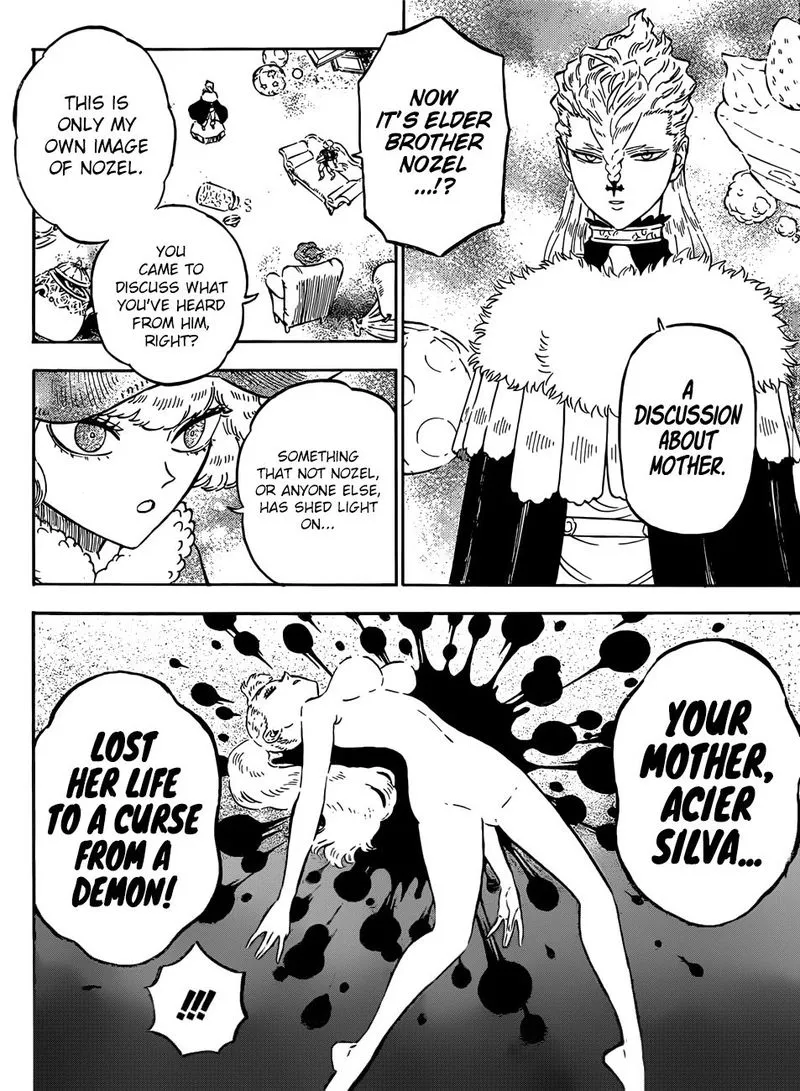 NOW
IT'S ELDER
BROTHER
NOZEL
...!?
THIS IS
ONLY MY
OWN IMAGE
OF NOZEL.
YOU
CAME TO
DISCUSS WHAT
YOU'VE HEARD
FROM HIM,
RIGHT?
A
DISCUSSION
ABOUT
MOTHER.
SOMETHING
THAT NOT NOZEL,
OR ANYONE ELSE,
HAS SHED LIGHT
ON...
YOUR
MOTHER,
ACIER
SILVA...
LOST
HER LIFE
TO A CURSE
FROM A
DEMON!
!!!